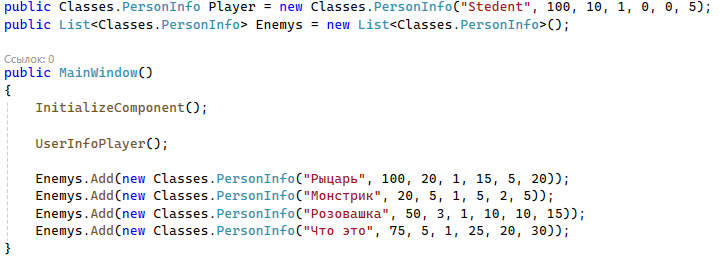 public Classes.PersonInfo Player = new Classes.PersonInfo("Stedent", 100, 10, 1, 0, 0, 5);
public List<Classes.PersonInfo> Enemys = new List<Classes.PersonInfo>();
Ссылок: 0
public MainWindow()
{
InitializeComponent();
UserInfoPlayer();
Enemys.Add(new Classes.PersonInfo("Рыцарь", 100, 20, 1, 15, 5, 20));
Enemys.Add(new Classes.PersonInfo("Монстрик", 20, 5, 1, 5, 2, 5));
Enemys.Add(new Classes.PersonInfo("Розовашка", 50, 3, 1, 10, 10, 15));
Enemys.Add(new Classes.PersonInfo("Что это", 75, 5, 1, 25, 20, 30));
}